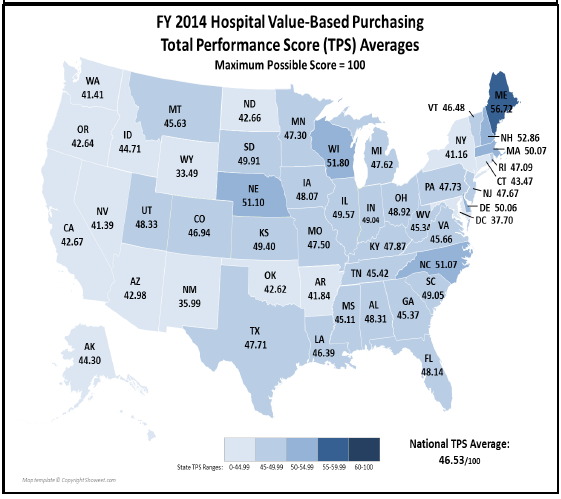 FY 2014 Hospital Value-Based Purchasing
Total Performance Score (TPS) Averages
Maximum Possible Score = 100
WA
41.41
OR
42.64
ID
44.71
MT
45.63
ND
42.66
MN
47.30
WI
51.80
MI
47.62
VT 46.48
ME
56.72
NH 52.86
MA 50.07
RI 47.09
CT 43.47
NJ 47.67
DE 50.06
DC 37.70
NY
41.16
PA 47.73
SD
49.91
WY
33.49
NE
51.10
IA
48.07
IL
49.57
IN
49.04
OH
48.92
WV
45.34
VA
45.66
NV
41.39
UT
48.33
CO
46.94
KS
49.40
MO
47.50
KY 47.87
CA
42.67
NC 51.07
TN 45.42
SC
49.05
AZ
42.98
NM
35.99
OK
42.62
AR
41.84
MS
45.11
AL
48.31
GA
45.37
TX
47.71
LA
46.39
FL
48.14
AK
44.30
State TPS Ranges: 0-44.99 45-49.999 50-54.999 55-59.999 60-100
National TPS Average:
46.53/100
Map template © Copyright Showeet.com